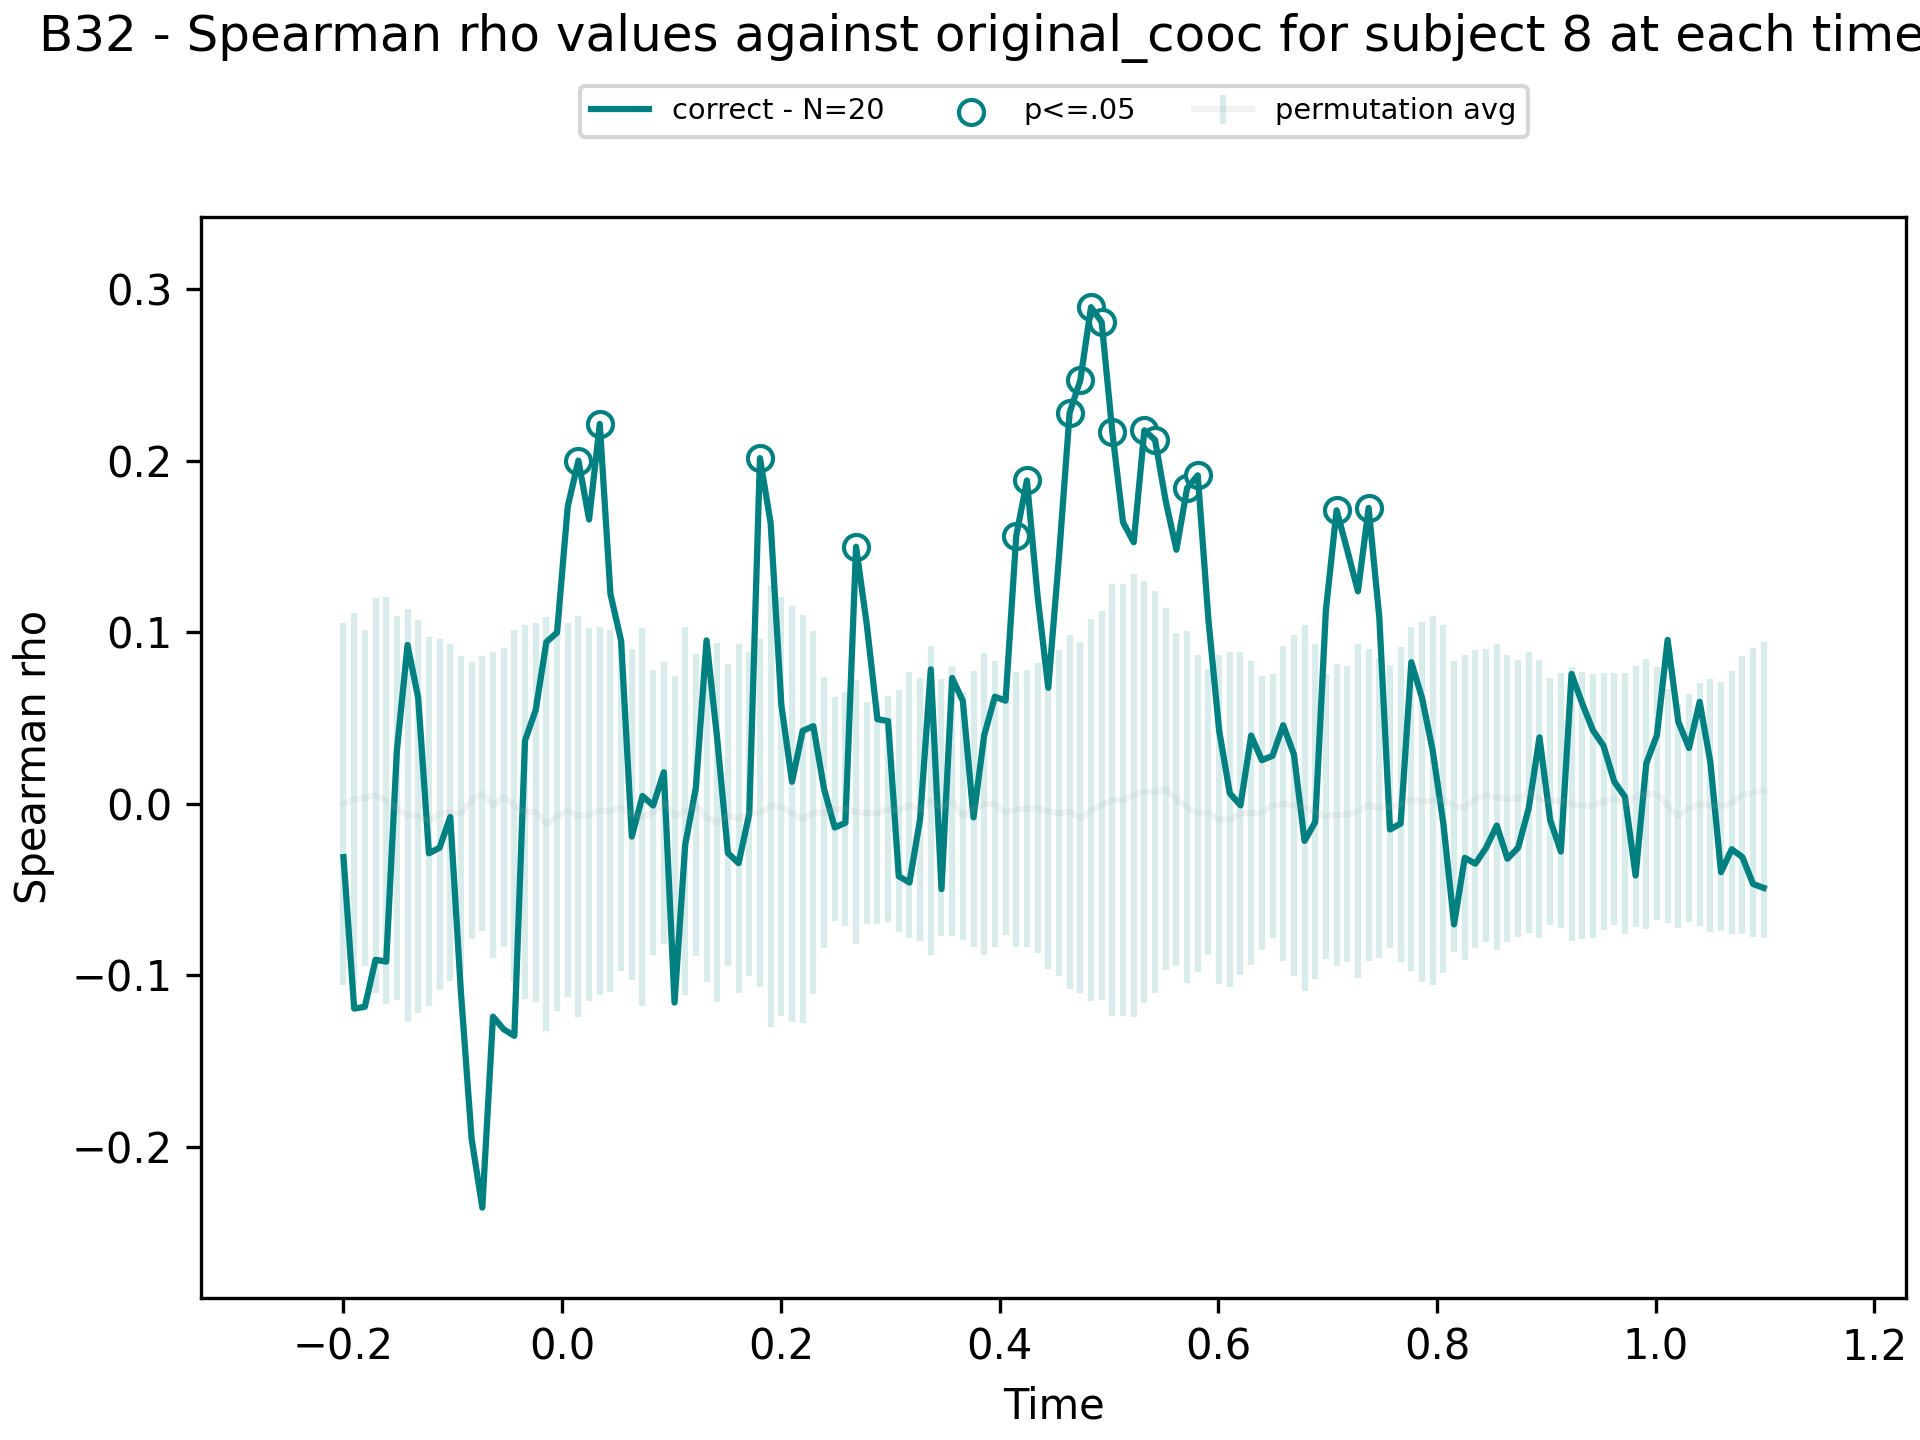 B32 - Spearman rho values against original_cooc for subject 8 at each time
correct - N=20 p<=.05 permutation avg
0.3
0.2
0.1
0.0
−0.1
−0.2
Spearman rho
−0.2 0.0 0.2 0.4 0.6 0.8 1.0 1.2
Time